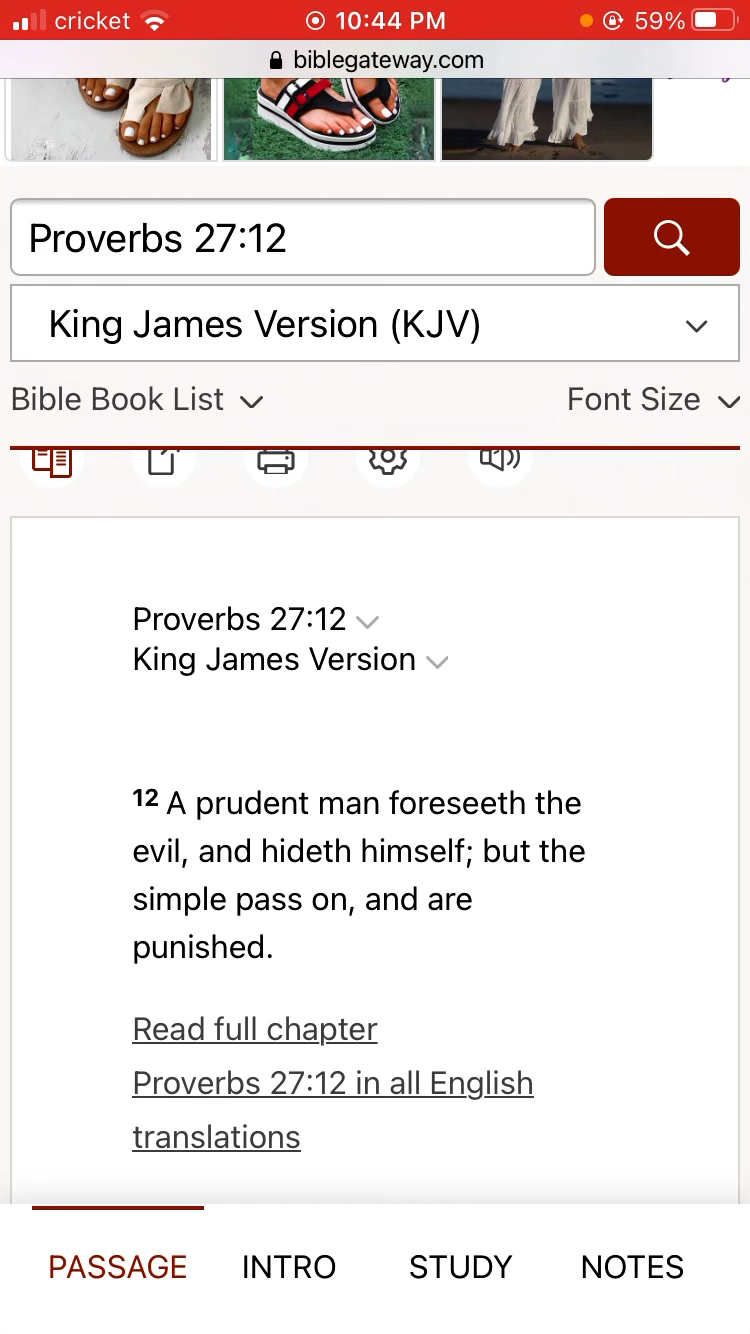 cricket 10:44 PM 59%
biblegateway.com
Proverbs 27:12
King James Version (KJV)
Bible Book List Font Size
Proverbs 27:12
King James Version
12 A prudent man foreseeth the
evil, and hideth himself; but the
simple pass on, and are
punished.
Read full chapter
Proverbs 27:12 in all English
translations
PASSAGE INTRO STUDY NOTES